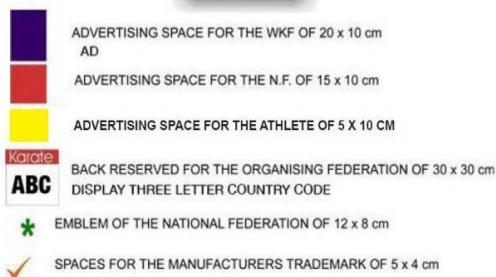 ADVERTISING SPACE FOR THE WKF OF 20 x 10 cm
AD
ADVERTISING SPACE FOR THE N.F. OF 15 x 10 cm
ADVERTISING SPACE FOR THE ATHLETE OF 5 X 10 CM
Karate
ABC
BACK RESERVED FOR THE ORGANISING FEDERATION OF 30 x 30 cm
DISPLAY THREE LETTER COUNTRY CODE
EMBLEM OF THE NATIONAL FEDERATION OF 12 x 8 cm
SPACES FOR THE MANUFACTURERS TRADEMARK OF 5 x 4 cm